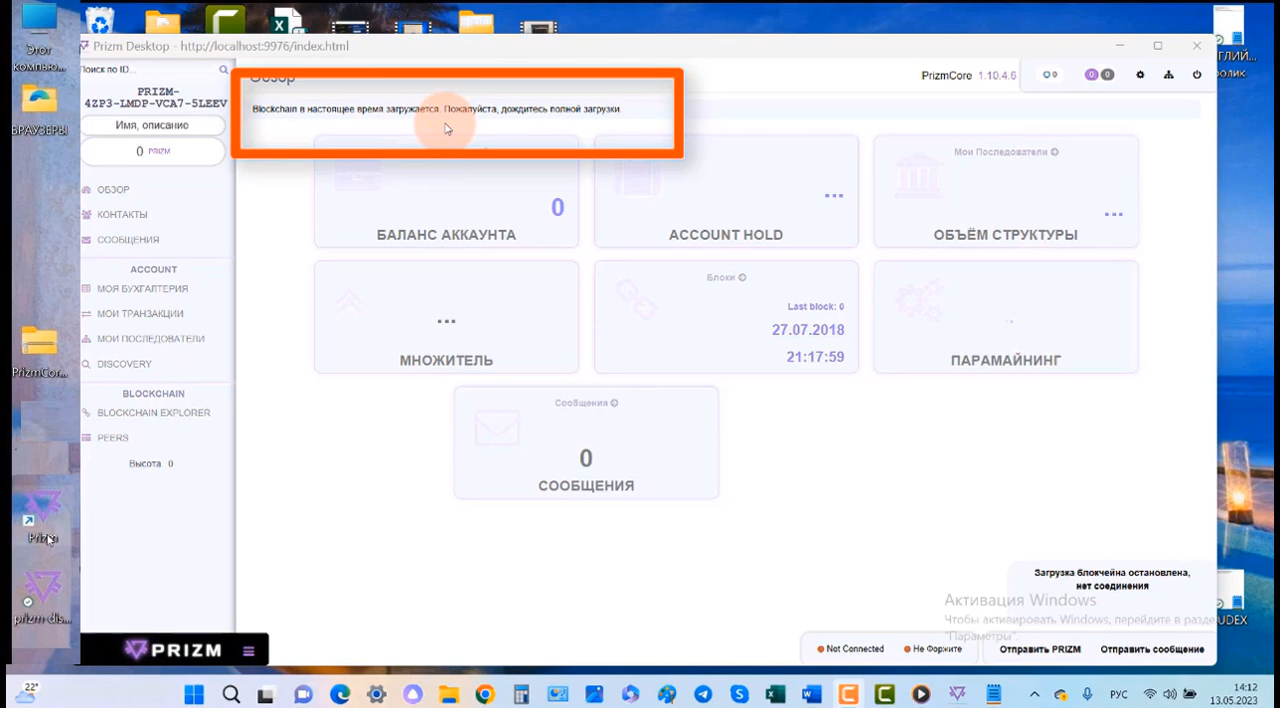 Этот
компью...
БРАУЗЕРЫ
PrizmCor...
Prizm
prizm-dis...
Prizm Desktop - http://localhost:9976/index.html
Поиск по ID...
PRIZM-
4ZP3-LMDP-VCA7-5LEEV
Имя, описание
0 PRIZM
ОБЗОР
КОНТАКТЫ
СООБЩЕНИЯ
ACCOUNT
МОЯ БУХГАЛТЕРИЯ
МОИ ТРАНЗАКЦИИ
МОИ ПОСЛЕДОВАТЕЛИ
DISCOVERY
BLOCKCHAIN
BLOCKCHAIN EXPLORER
PEERS
Высота 0
PRIZM
Обзор
PrizmCore 1.10.4.6
0
0 0
Blockchain в настоящее время загружается. Пожалуйста, дождитесь полной загрузки.
0
БАЛАНС АККАУНТА
...
ACCOUNT HOLD
Мои Последователи
...
ОБЪЁМ СТРУКТУРЫ
...
МНОЖИТЕЛЬ
Блоки
Last block: 0
27.07.2018
21:17:59
ПАРАМАЙНИНГ
Сообщения
0
СООБЩЕНИЯ
Загрузка блокчейна остановлена,
нет соединения
Активация Windows
Чтобы активировать Windows, перейдите в разде
"Параметры".
Not Connected
Не Форжите
Отправить PRIZM
Отправить сообщение
22°
РУС
14:12
13.05.2023